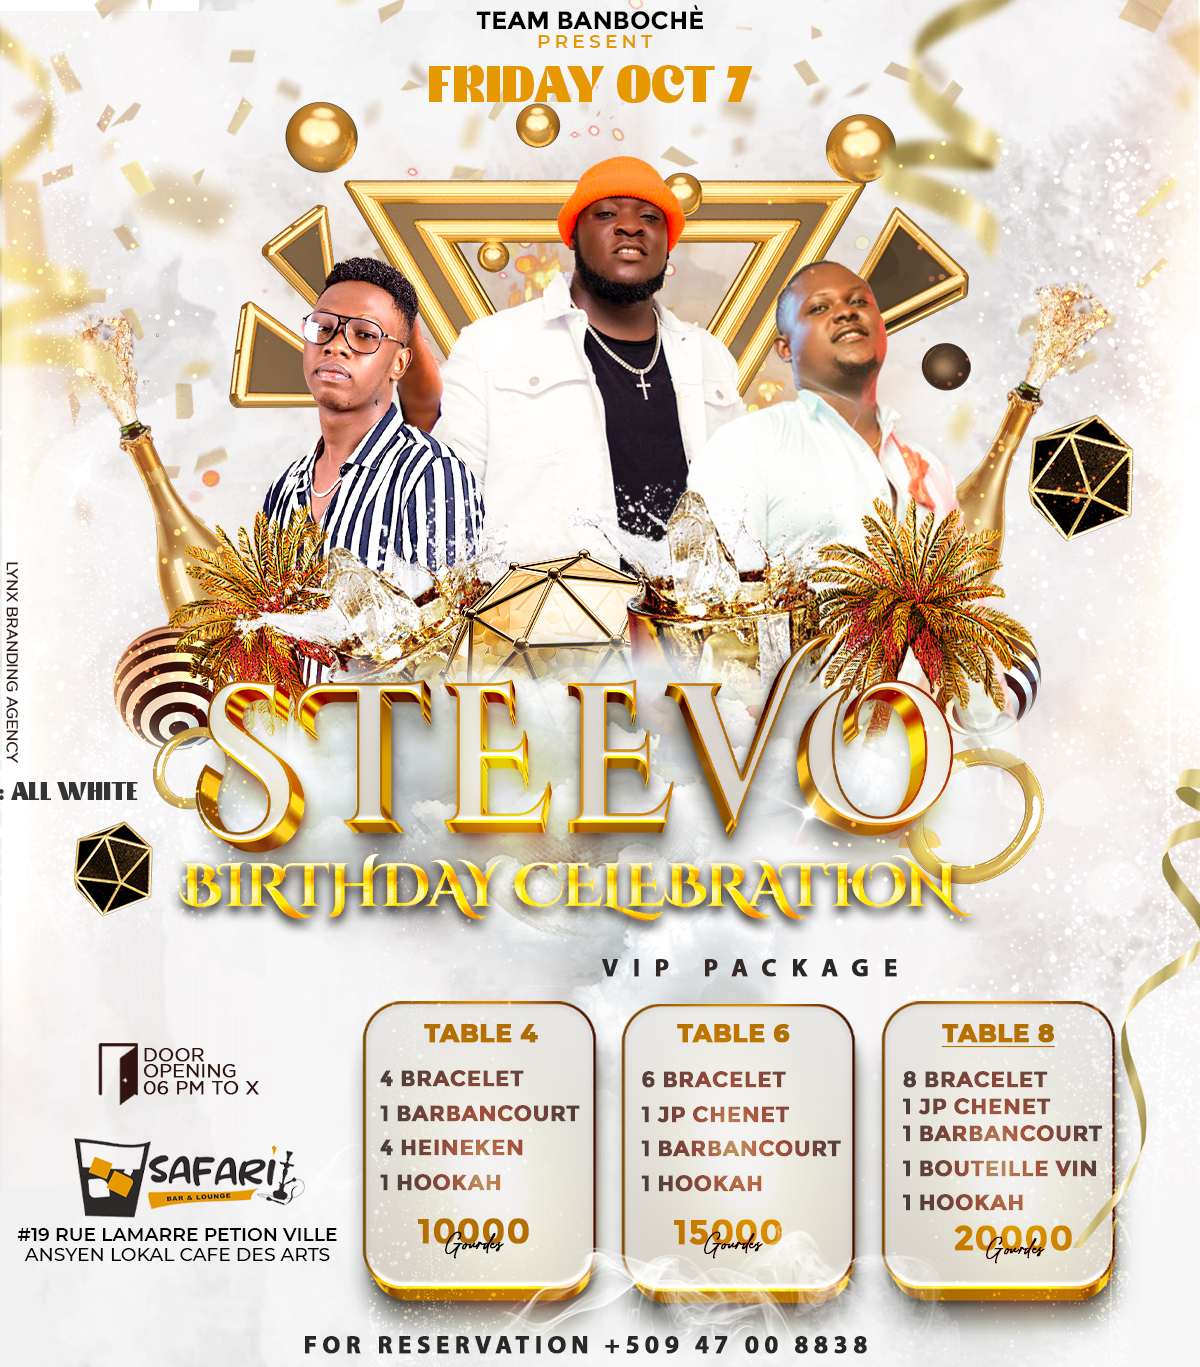 TEAM BANBOCHÈ
PRESENT
FRIDAY OCT 7
LYNX BRANDING AGENCY
: ALL WHITE
STEEVO
BIRTHDAY CELEBRATION
VIP PACKAGE
DOOR
OPENING
06 PM TO X
SAFARI
BAR & LOUNGE
#19 RUE LAMARRE PETION VILLE
ANSYEN LOKAL CAFE DES ARTS
TABLE 4
4 BRACELET
1 BARBANCOURT
4 HEINEKEN
1 HOOKAH
10000
Gourdes
TABLE 6
6 BRACELET
1 JP CHENET
1 BARBANCOURT
1 HOOKAH
15000
Gourdes
TABLE 8
8 BRACELET
1 JP CHENET
1 BARBANCOURT
1 BOUTEILLE VIN
1 HOOKAH
20000
Gourdes
FOR RESERVATION +509 47 00 8838